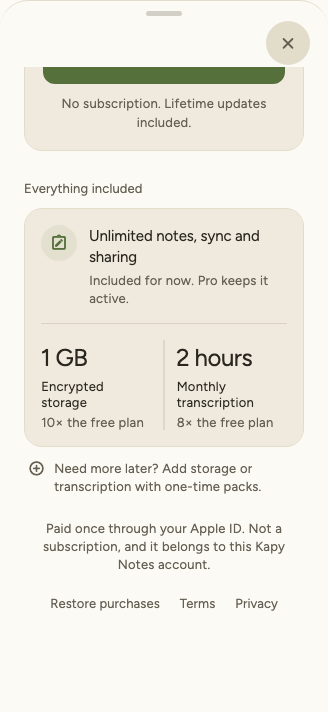 No subscription. Lifetime updates
included.
Everything included
Unlimited notes, sync and
sharing
Included for now. Pro keeps it
active.
1 GB
Encrypted
storage
10× the free plan
2 hours
Monthly
transcription
8× the free plan
Need more later? Add storage or
transcription with one-time packs.
Paid once through your Apple ID. Not a
subscription, and it belongs to this Kapy
Notes account.
Restore purchases Terms Privacy